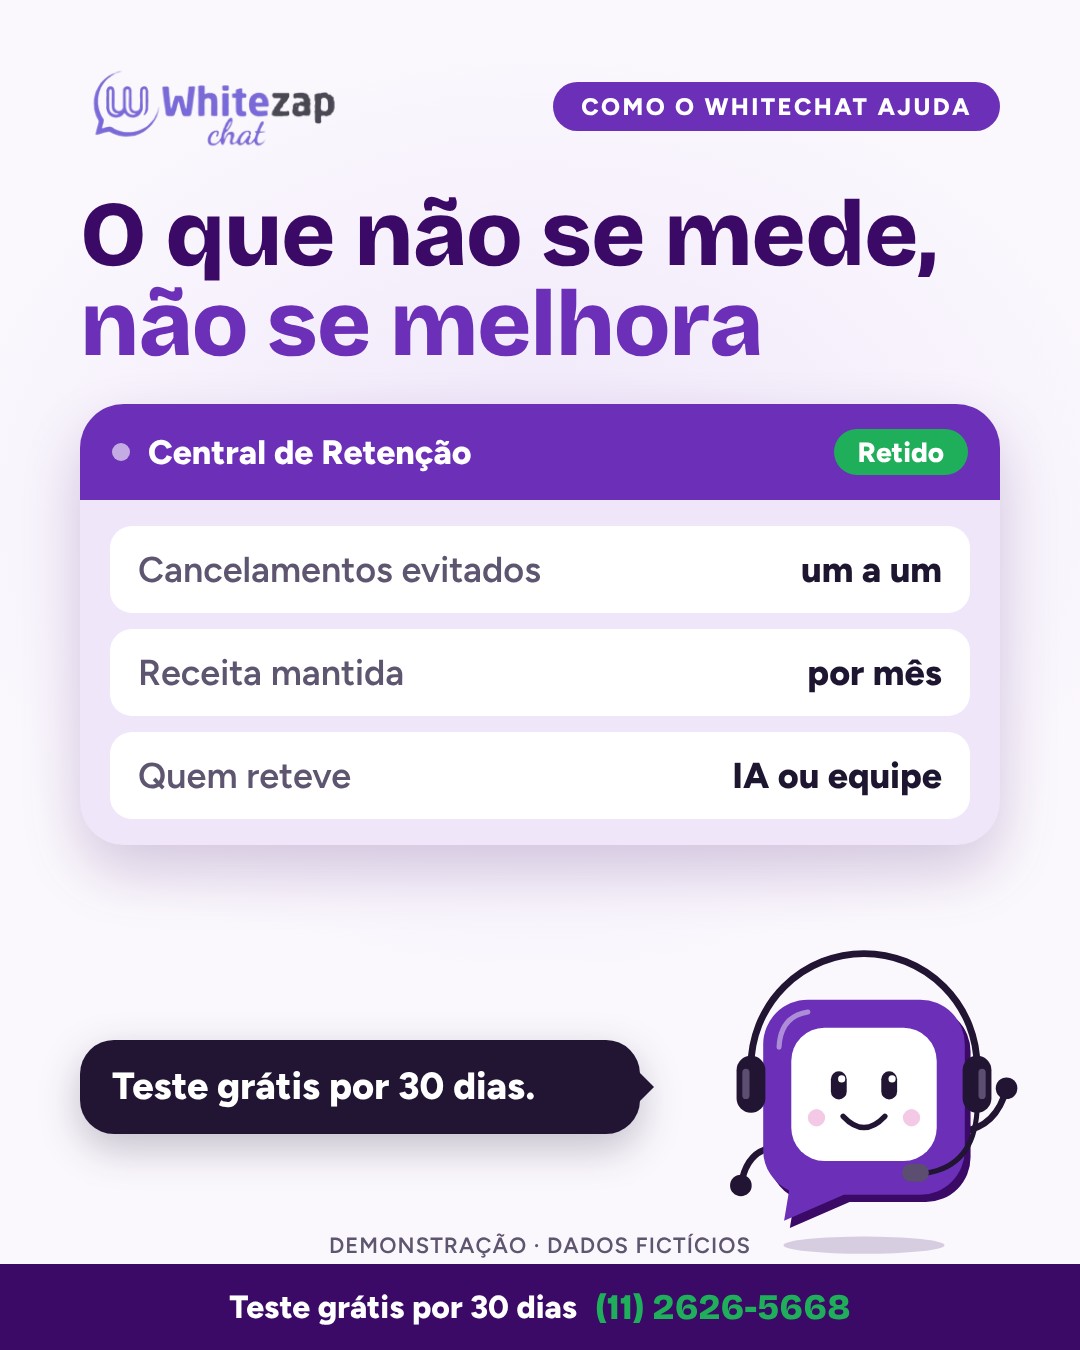 Whitezap
chat
COMO O WHITECHAT AJUDA
O que não se mede,
não se melhora
Central de Retenção
Retido
Cancelamentos evitados um a um
Receita mantida por mês
Quem reteve IA ou equipe
Teste grátis por 30 dias.
DEMONSTRAÇÃO · DADOS FICTÍCIOS
Teste grátis por 30 dias (11) 2626-5668